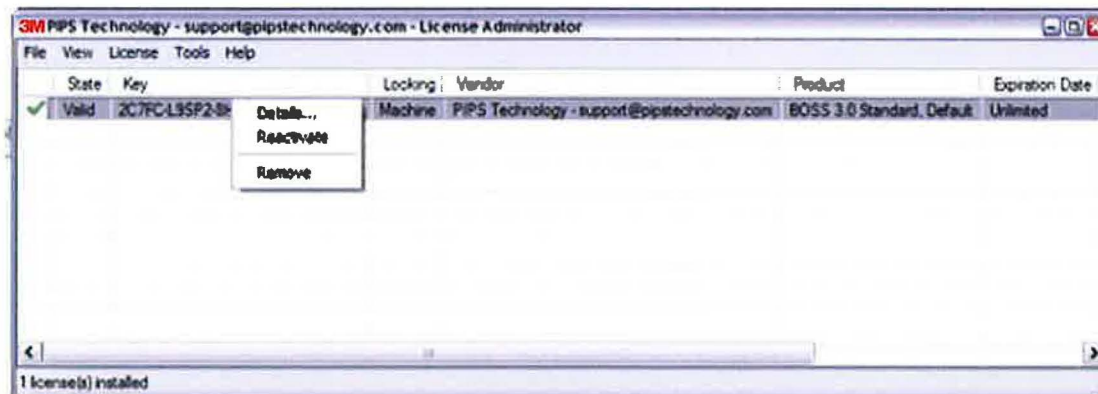 3M PIPS Technology - support@pipstechnology.com - License Administrator
File View License Tools Help
State Key Locking Vendor Product Expiration Date
Valid 2C7FC-L9SP2-8H Machine PIPS Technology - support@pipstechnology.com BOSS 3.0 Standard, Default Unlimited
Details...
Reactivate
Remove
1 license(s) installed